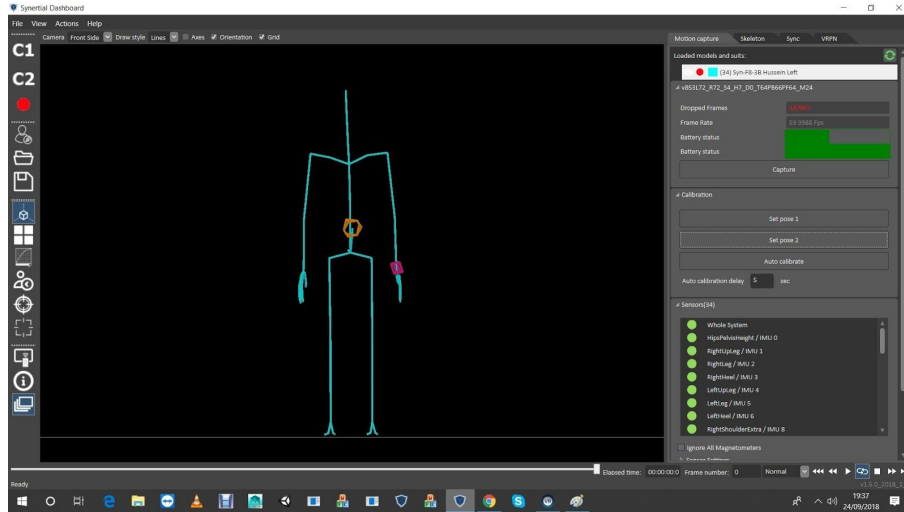 Synertial Dashboard
File View Actions Help
Camera Front Side Draw style Lines Axes Orientation Grid
C1
C2
Motion capture Skeleton Sync VRPN
Loaded models and suits:
(34) Syn-F8-3B Hussein Left
Dropped Frames
Frame Rate 59.9988 Fps
Battery status
Battery status
Capture
Calibration
Set pose 1
Set pose 2
Auto calibrate
Auto calibration delay 5 sec
Sensors(34)
Whole System
HipsPelvisHeight / IMU 0
RightUpLeg / IMU 1
RightLeg / IMU 2
RightHeel / IMU 3
LeftUpLeg / IMU 4
LeftLeg / IMU 5
LeftHeel / IMU 6
RightShoulderExtra / IMU 8
Ignore All Magnetometers
Sensor Settings
Elapsed time: 00:00:00:0 Frame number: 0 Normal
Ready
19:37
24/09/2018